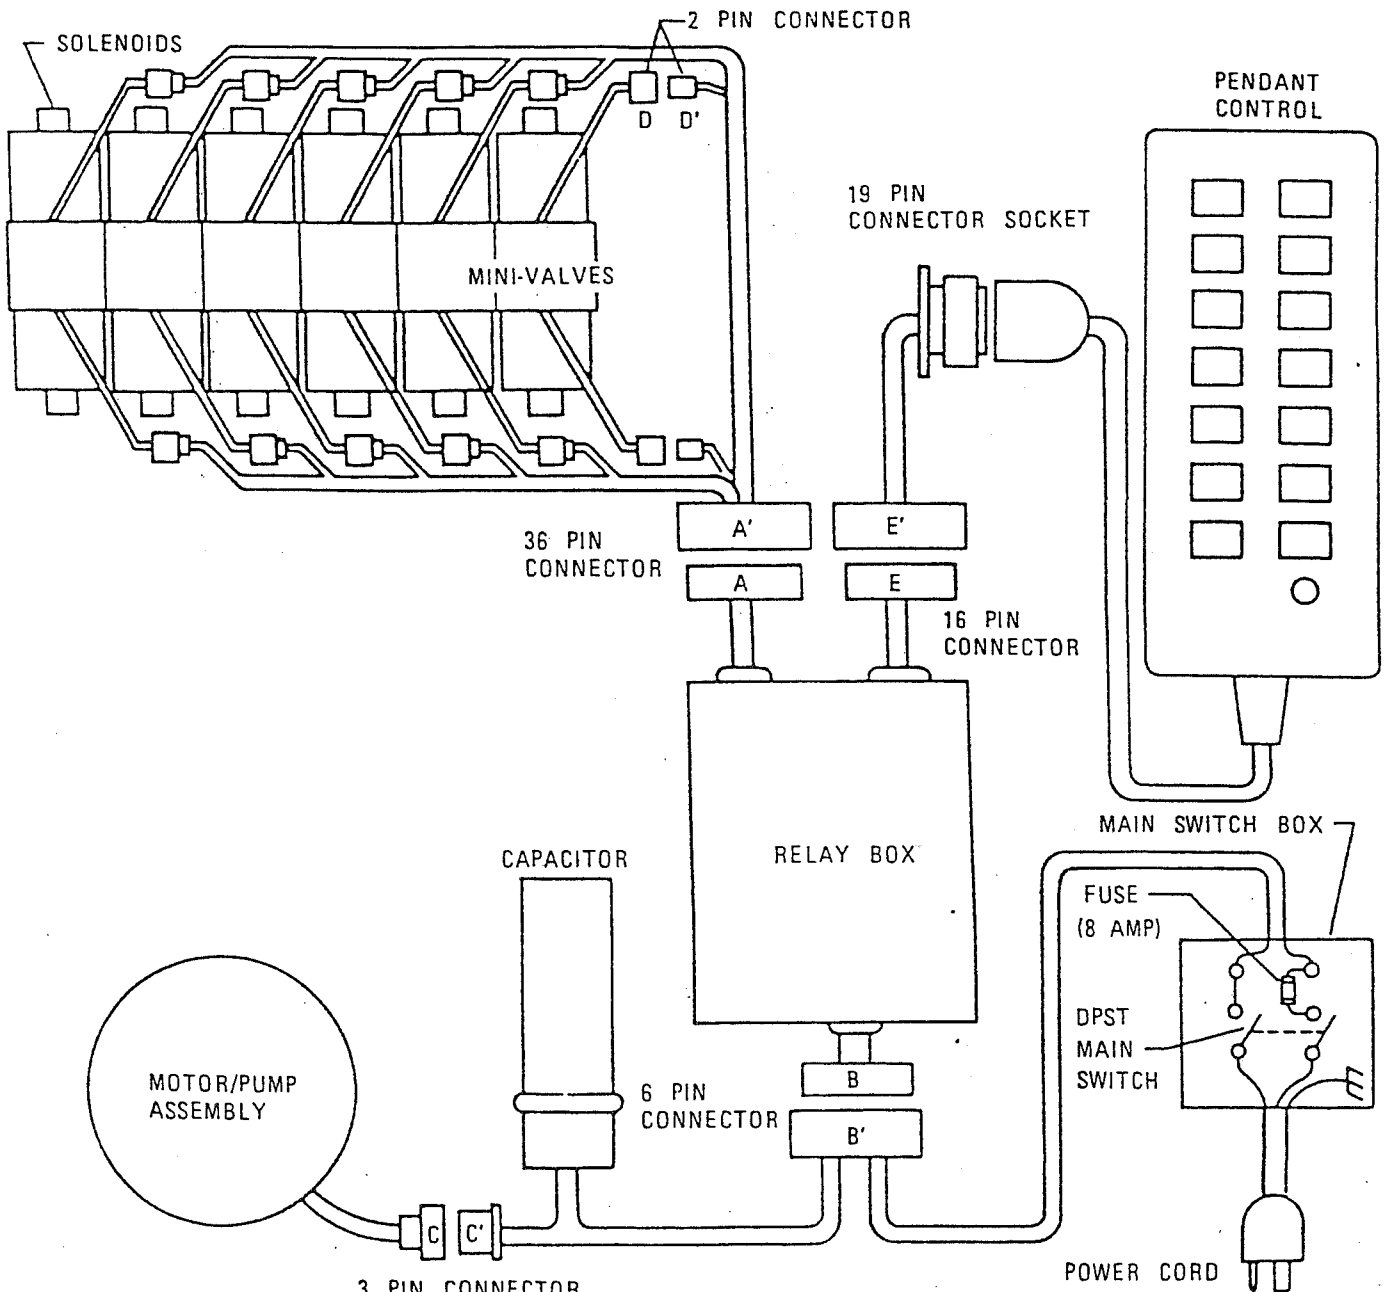 2 PIN CONNECTOR
SOLENOIDS
D D'
PENDANT
CONTROL
19 PIN
CONNECTOR SOCKET
MINI-VALVES
A'
E'
36 PIN
CONNECTOR
A
E
16 PIN
CONNECTOR
MAIN SWITCH BOX
RELAY BOX
CAPACITOR
FUSE
(8 AMP)
DPST
MAIN
SWITCH
MOTOR/PUMP
ASSEMBLY
6 PIN
CONNECTOR
B
B'
C C'
3 PIN CONNECTOR
POWER CORD